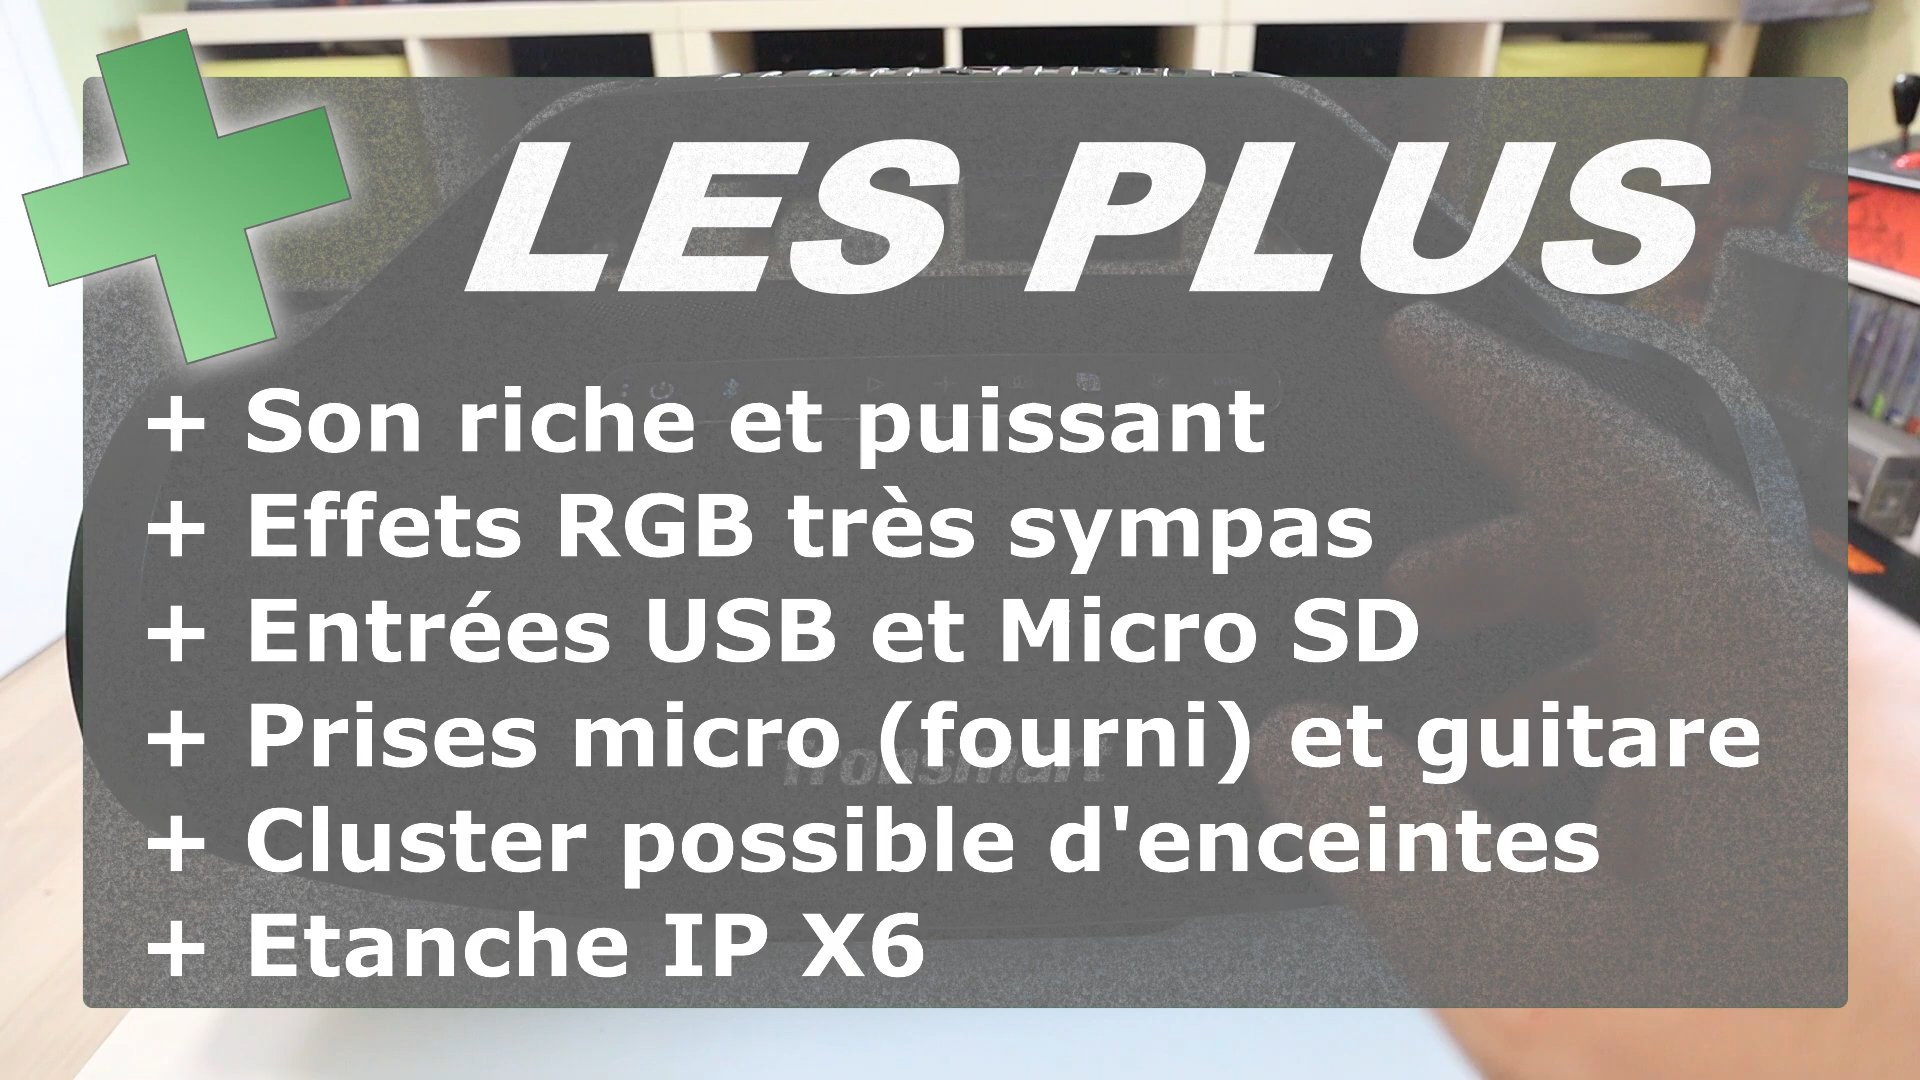 LES PLUS
+ Son riche et puissant
+ Effets RGB très sympas
+ Entrées USB et Micro SD
+ Prises micro (fourni) et guitare
Tronsmart
+ Cluster possible d'enceintes
+ Etanche IP X6